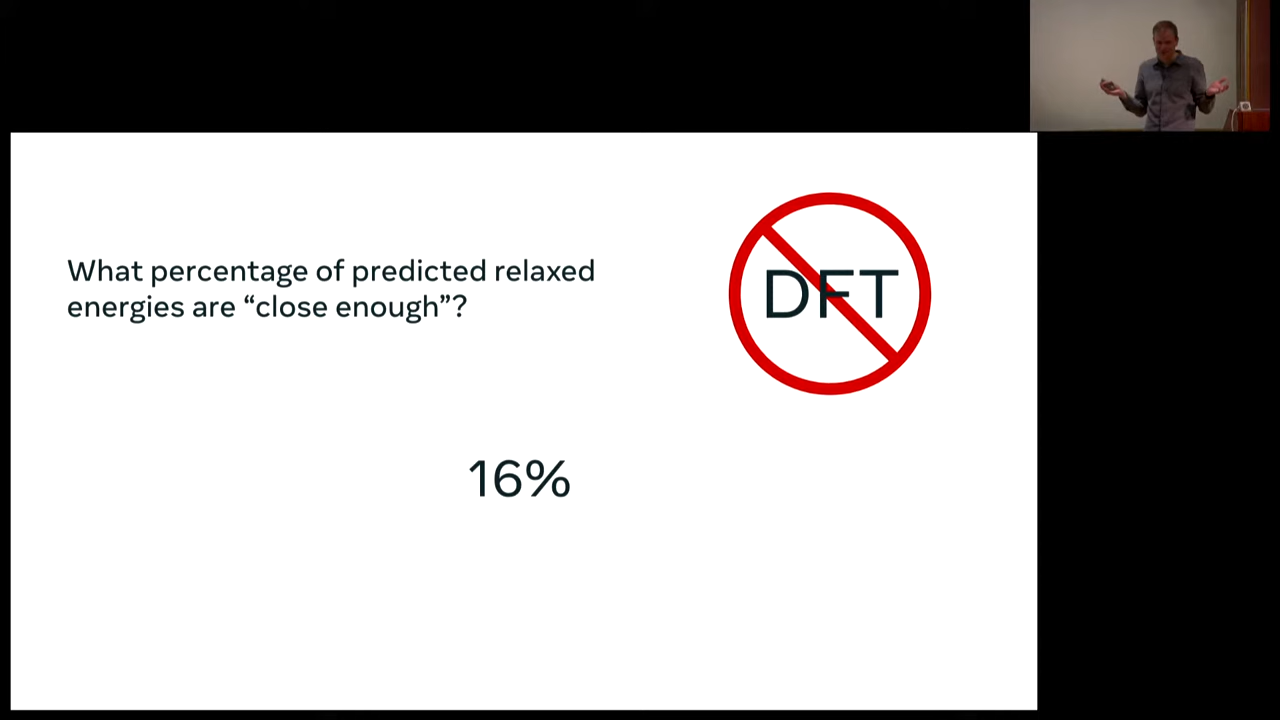 What percentage of predicted relaxed
energies are “close enough”?
DFT
16%